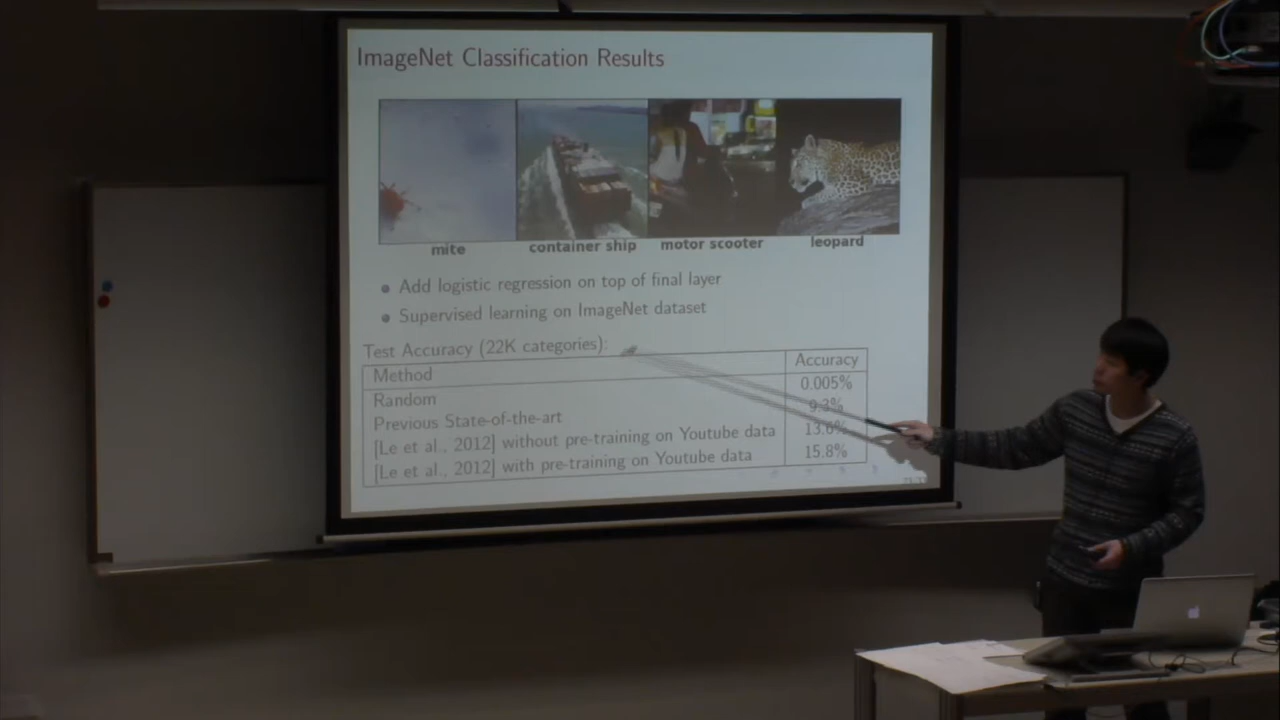 ImageNet Classification Results
mite container ship motor scooter leopard
Add logistic regression on top of final layer
Supervised learning on ImageNet dataset
Test Accuracy (22K categories):
Method Accuracy
Random 0.005%
Previous State-of-the-art 9.3%
[Le et al., 2012] without pre-training on Youtube data 13.6%
[Le et al., 2012] with pre-training on Youtube data 15.8%